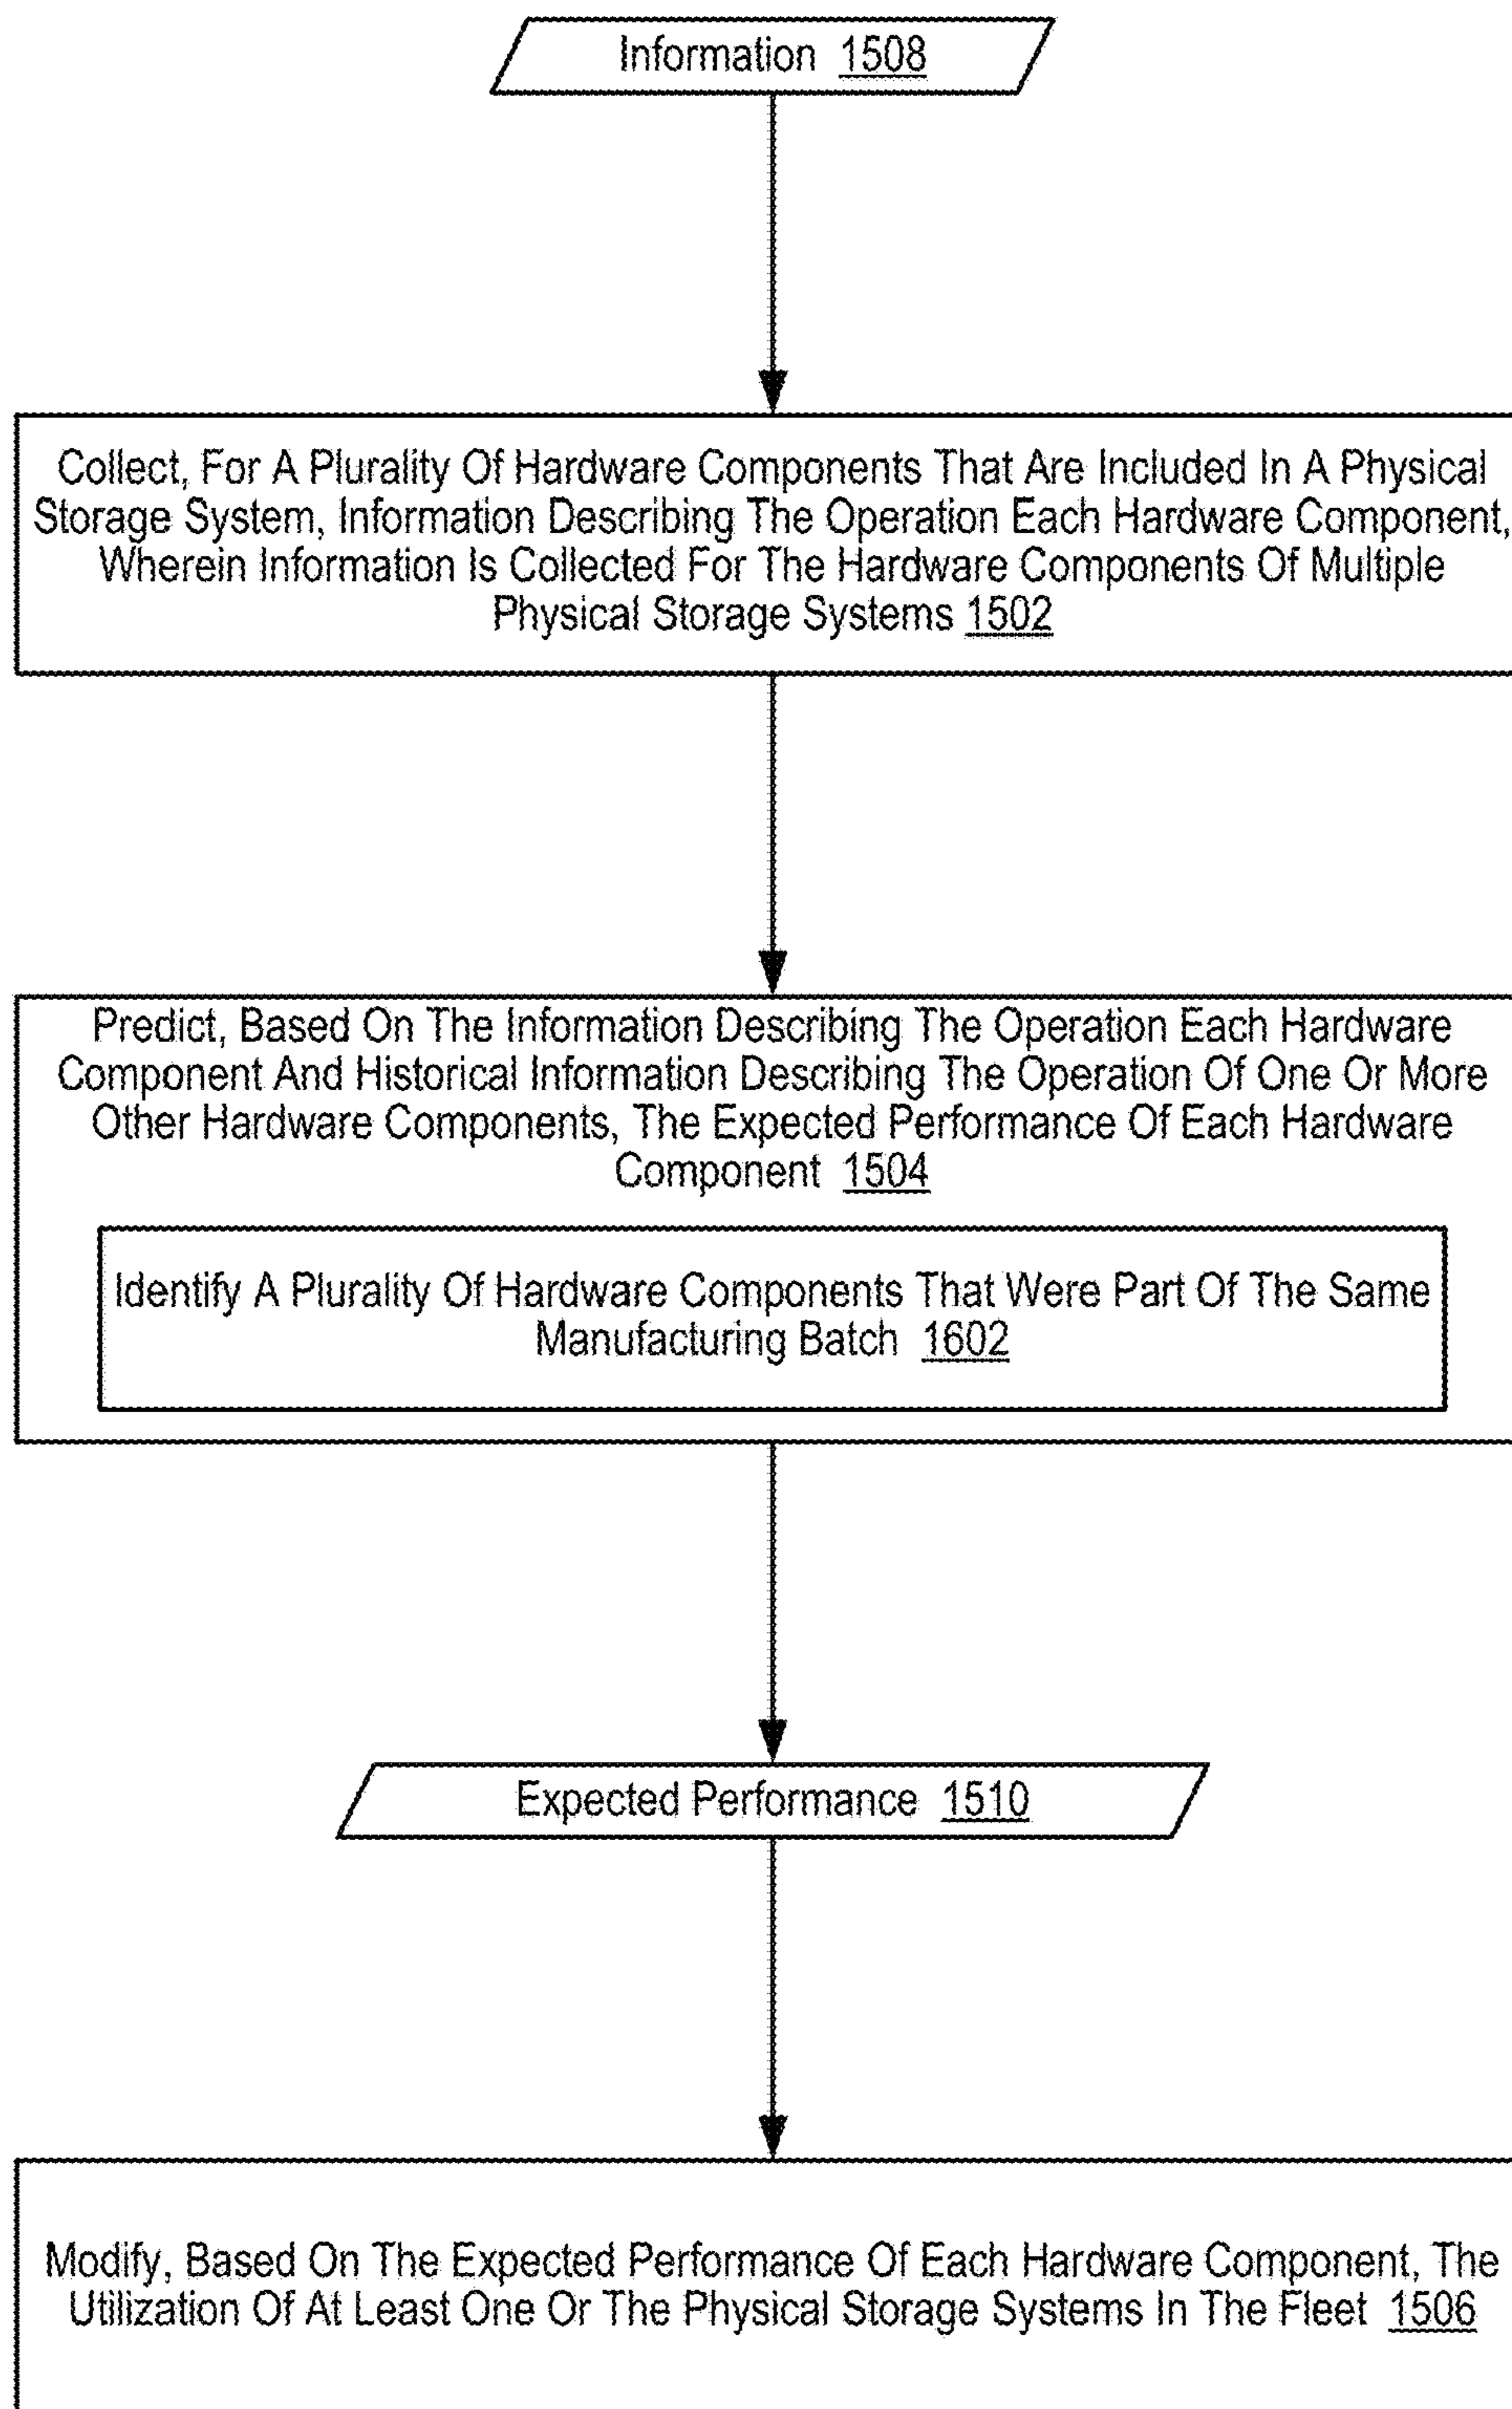 Information 1508
Collect, For A Plurality Of Hardware Components That Are Included In A Physical
Storage System, Information Describing The Operation Each Hardware Component,
Wherein Information Is Collected For The Hardware Components Of Multiple
Physical Storage Systems 1502
Predict, Based On The Information Describing The Operation Each Hardware
Component And Historical Information Describing The Operation Of One Or More
Other Hardware Components, The Expected Performance Of Each Hardware
Component 1504
Identify A Plurality Of Hardware Components That Were Part Of The Same
Manufacturing Batch 1602
Expected Performance 1510
Modify, Based On The Expected Performance Of Each Hardware Component, The
Utilization Of At Least One Or The Physical Storage Systems In The Fleet 1506